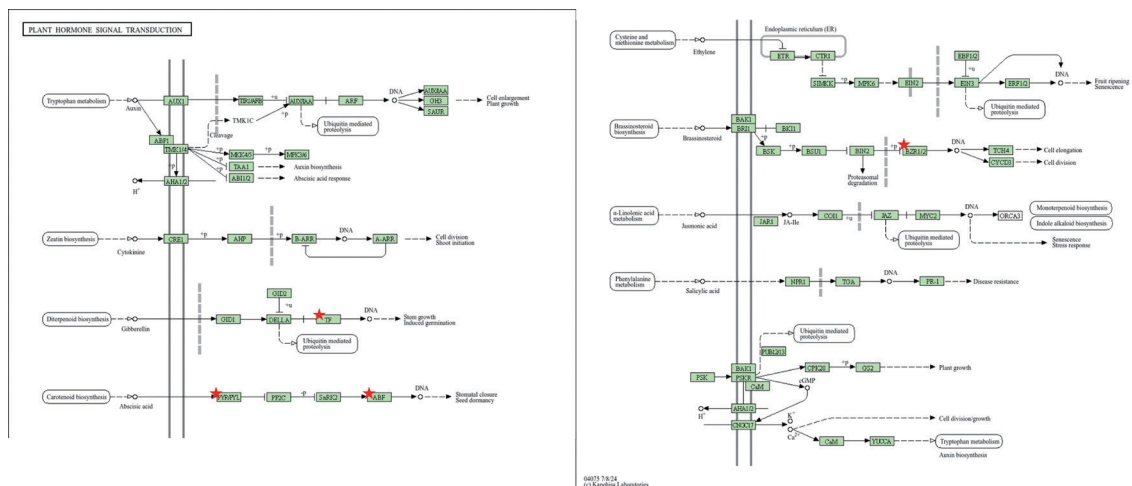 PLANT HORMONE SIGNAL TRANSDUCTION
Tryptophan metabolism
Auxin
AUX1
TIR1/AFB
+u
AUX/IAA
ARF
DNA
AUX/IAA
GH3
SAUR
Cell enlargement
Plant growth
TMK1C
+p
Ubiquitin mediated
proteolysis
Cleavage
ABP1
TMK1/4
+p
MKK4/5
+p
MPK3/6
+p
TAA1
Auxin biosynthesis
+p
ABI1/2
Abscisic acid response
+p
AHA1/2
H+
Zeatin biosynthesis
Cytokinine
CRE1
+p
AHP
+p
B-ARR
DNA
A-ARR
Cell division
Shoot initiation
Diterpenoid biosynthesis
Gibberellin
GID1
GID2
+u
DELLA
TF
DNA
Stem growth
Induced germination
Ubiquitin mediated
proteolysis
Carotenoid biosynthesis
Abscisic acid
PYR/PYL
PP2C
-p
SnRK2
+p
ABF
DNA
Stomatal closure
Seed dormancy
Cysteine and
methionine metabolism
Ethylene
Endoplasmic reticulum (ER)
ETR
CTR1
SIMKK
+p
MPK6
EIN2
EBF1/2
+u
EIN3
ERF1/2
DNA
Fruit ripening
Senescence
Ubiquitin mediated
proteolysis
Brassinosteroid
biosynthesis
Brassinosteroid
BAK1
BRI1
BKI1
+p
BSK
+p
BSU1
BIN2
+p
BZR1/2
DNA
TCH4
Cell elongation
CYCD3
Cell division
Proteasomal
degradation
α-Linolenic acid
metabolism
Jasmonic acid
JAR1
JA-Ile
COI1
+u
JAZ
MYC2
DNA
ORCA3
Monoterpenoid biosynthesis
Indole alkaloid biosynthesis
Ubiquitin mediated
proteolysis
Senescence
Stress response
Phenylalanine
metabolism
Salicylic acid
NPR1
TGA
DNA
PR-1
Disease resistance
Ubiquitin mediated
proteolysis
PUB12/13
PSK
BAK1
PSKR
CaM
cGMP
+p
GS2
Plant growth
AHA1/2
H+
CNGC17
K+
Ca2+
Cell division/growth
CaM
YUCCA
Tryptophan metabolism
Auxin biosynthesis
04075 7/8/24
(c) Kanehisa Laboratories